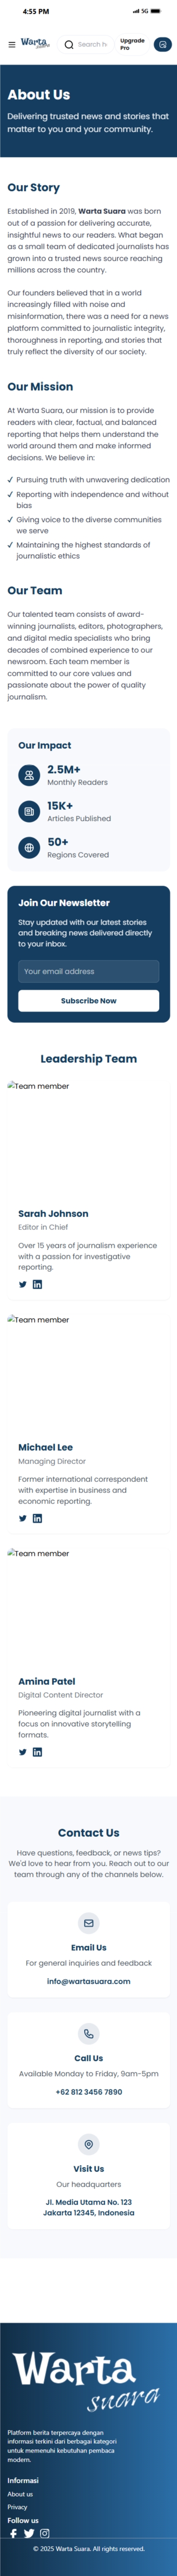 4:55 PM
5G
Warta
suara
Search h
Upgrade
Pro
About Us
Delivering trusted news and stories that
matter to you and your community.
Our Story
Established in 2019, Warta Suara was born
out of a passion for delivering accurate,
insightful news to our readers. What began
as a small team of dedicated journalists has
grown into a trusted news source reaching
millions across the country.
Our founders believed that in a world
increasingly filled with noise and
misinformation, there was a need for a news
platform committed to journalistic integrity,
thoroughness in reporting, and stories that
truly reflect the diversity of our society.
Our Mission
At Warta Suara, our mission is to provide
readers with clear, factual, and balanced
reporting that helps them understand the
world around them and make informed
decisions. We believe in:
✓ Pursuing truth with unwavering dedication
✓ Reporting with independence and without
bias
✓ Giving voice to the diverse communities
we serve
✓ Maintaining the highest standards of
journalistic ethics
Our Team
Our talented team consists of award-
winning journalists, editors, photographers,
and digital media specialists who bring
decades of combined experience to our
newsroom. Each team member is
committed to our core values and
passionate about the power of quality
journalism.
Our Impact
2.5M+
Monthly Readers
15K+
Articles Published
50+
Regions Covered
Join Our Newsletter
Stay updated with our latest stories
and breaking news delivered directly
to your inbox.
Your email address
Subscribe Now
Leadership Team
Team member
Sarah Johnson
Editor in Chief
Over 15 years of journalism experience
with a passion for investigative
reporting.
Team member
Michael Lee
Managing Director
Former international correspondent
with expertise in business and
economic reporting.
Team member
Amina Patel
Digital Content Director
Pioneering digital journalist with a
focus on innovative storytelling
formats.
Contact Us
Have questions, feedback, or news tips?
We'd love to hear from you. Reach out to our
team through any of the channels below.
Email Us
For general inquiries and feedback
info@wartasuara.com
Call Us
Available Monday to Friday, 9am-5pm
+62 812 3456 7890
Visit Us
Our headquarters
Jl. Media Utama No. 123
Jakarta 12345, Indonesia
Warta
suara
Platform berita terpercaya dengan
informasi terkini dari berbagai kategori
untuk memenuhi kebutuhan pembaca
modern.
Informasi
About us
Privacy
Follow us
© 2025 Warta Suara. All rights reserved.